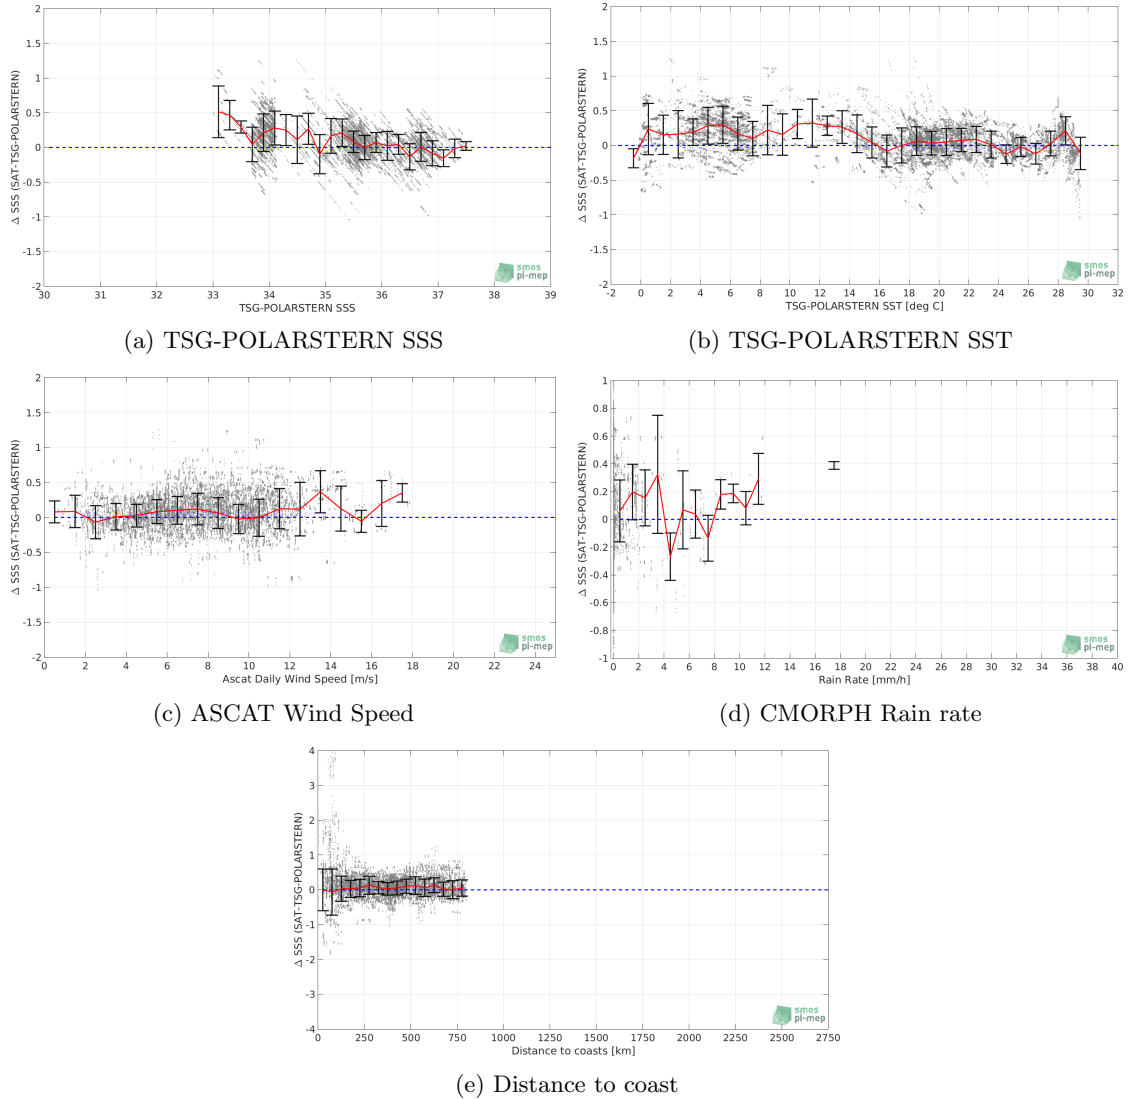 2
1.5
1
0.5
0
-0.5
-1
-1.5
-2
Δ SSS (SAT-TSG-POLARSTERN)
30 31 32 33 34 35 36 37 38 39
TSG-POLARSTERN SSS
smos
pi-mep
(a) TSG-POLARSTERN SSS
2
1.5
1
0.5
0
-0.5
-1
-1.5
-2
Δ SSS (SAT-TSG-POLARSTERN)
-2 0 2 4 6 8 10 12 14 16 18 20 22 24 26 28 30 32
TSG-POLARSTERN SST [deg C]
smos
pi-mep
(b) TSG-POLARSTERN SST
2
1.5
1
0.5
0
-0.5
-1
-1.5
-2
Δ SSS (SAT-TSG-POLARSTERN)
0 2 4 6 8 10 12 14 16 18 20 22 24
Ascat Daily Wind Speed [m/s]
smos
pi-mep
(c) ASCAT Wind Speed
1
0.8
0.6
0.4
0.2
0
-0.2
-0.4
-0.6
-0.8
-1
Δ SSS (SAT-TSG-POLARSTERN)
0 2 4 6 8 10 12 14 16 18 20 22 24 26 28 30 32 34 36 38 40
Rain Rate [mm/h]
smos
pi-mep
(d) CMORPH Rain rate
4
3
2
1
0
-1
-2
-3
-4
Δ SSS (SAT-TSG-POLARSTERN)
0 250 500 750 1000 1250 1500 1750 2000 2250 2500 2750
Distance to coasts [km]
smos
pi-mep
(e) Distance to coast